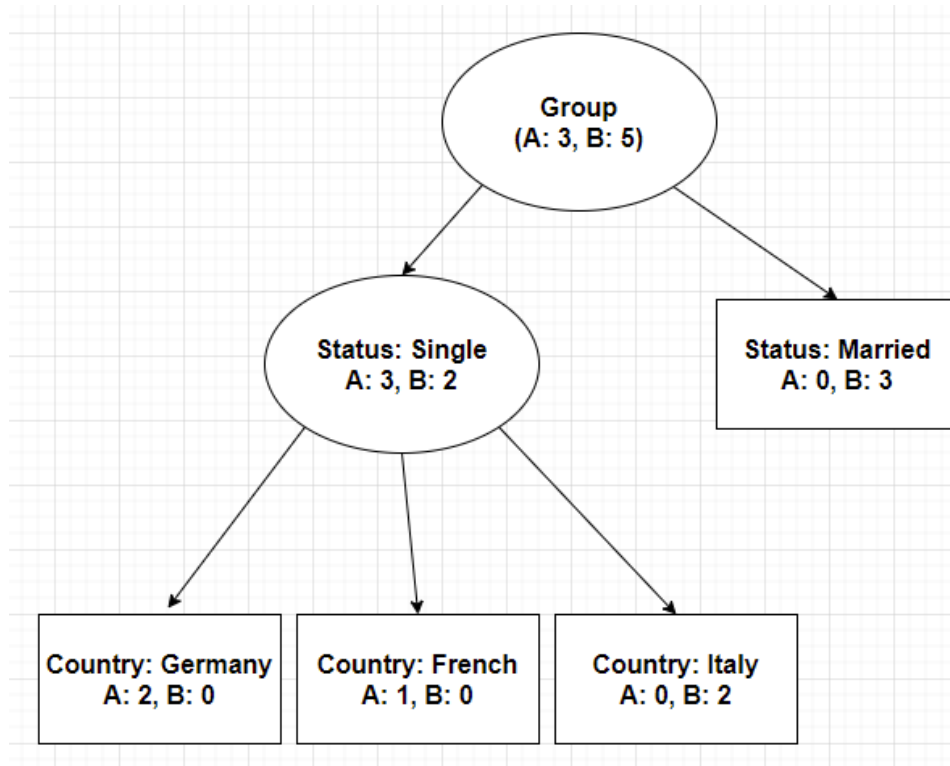 Group
(A: 3, B: 5)
Status: Single
A: 3, B: 2
Status: Married
A: 0, B: 3
Country: Germany
A: 2, B: 0
Country: French
A: 1, B: 0
Country: Italy
A: 0, B: 2